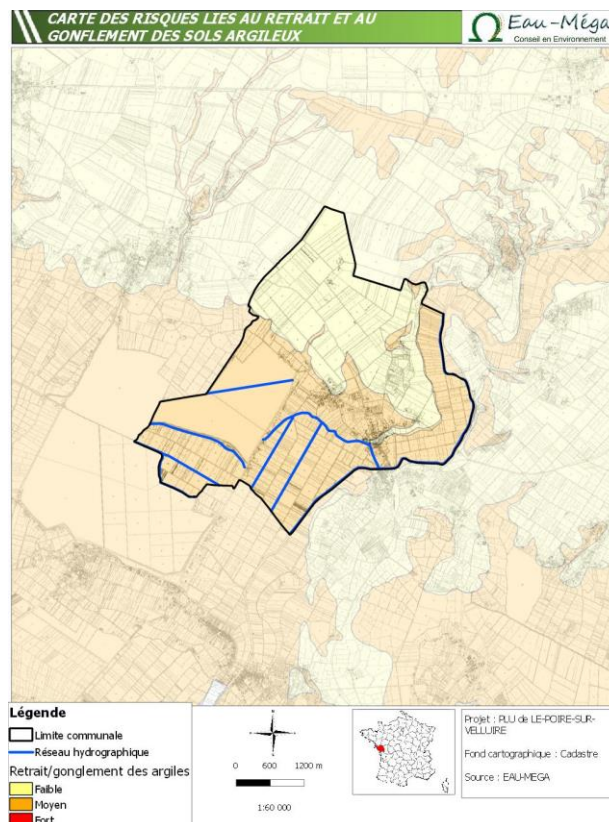 CARTE DES RISQUES LIES AU RETRAIT ET AU
GONFLEMENT DES SOLS ARGILEUX
Eau-Méga
Conseil en Environnement
Légende
Limite communale
Réseau hydrographique
Retrait/gonglement des argiles
Faible
Moyen
Fort
0 600 1200 m
1:60 000
Projet : PLU de LE-POIRE-SUR-
VELLUIRE
Fond cartographique : Cadastre
Source : EAU-MEGA